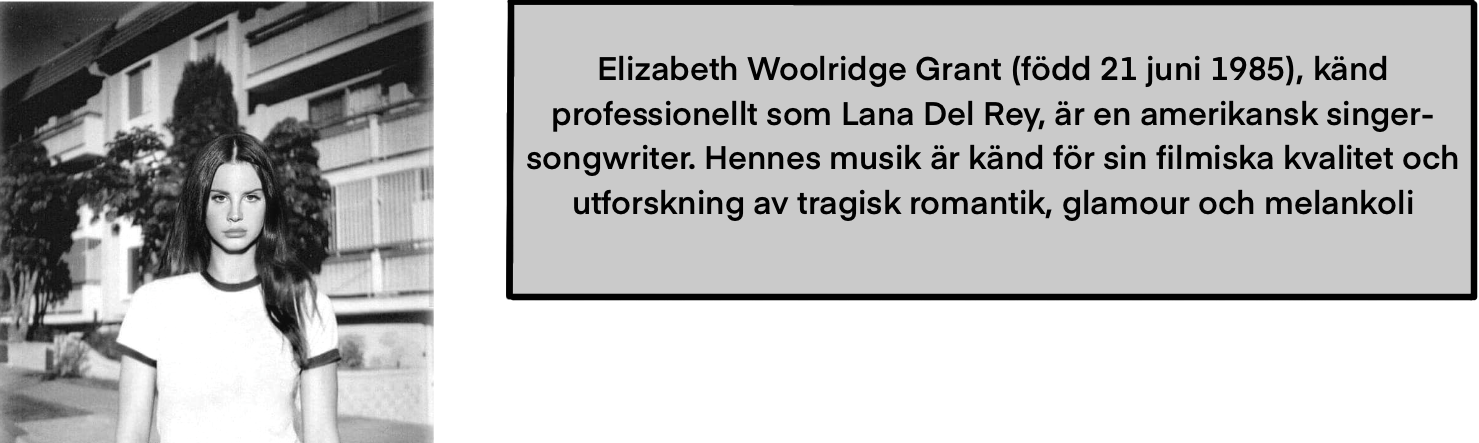 Elizabeth Woolridge Grant (född 21 juni 1985), känd
professionellt som Lana Del Rey, är en amerikansk singer-
songwriter. Hennes musik är känd för sin filmiska kvalitet och
utforskning av tragisk romantik, glamour och melankoli